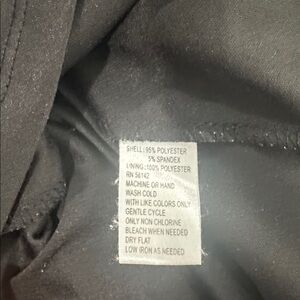 SHELL: 95% POLYESTER
5% SPANDEX
LINING: 100% POLYESTER
RN 56142
MACHINE OR HAND
WASH COLD
WITH LIKE COLORS ONLY
GENTLE CYCLE
ONLY NON CHLORINE
BLEACH WHEN NEEDED
DRY FLAT
LOW IRON AS NEEDED